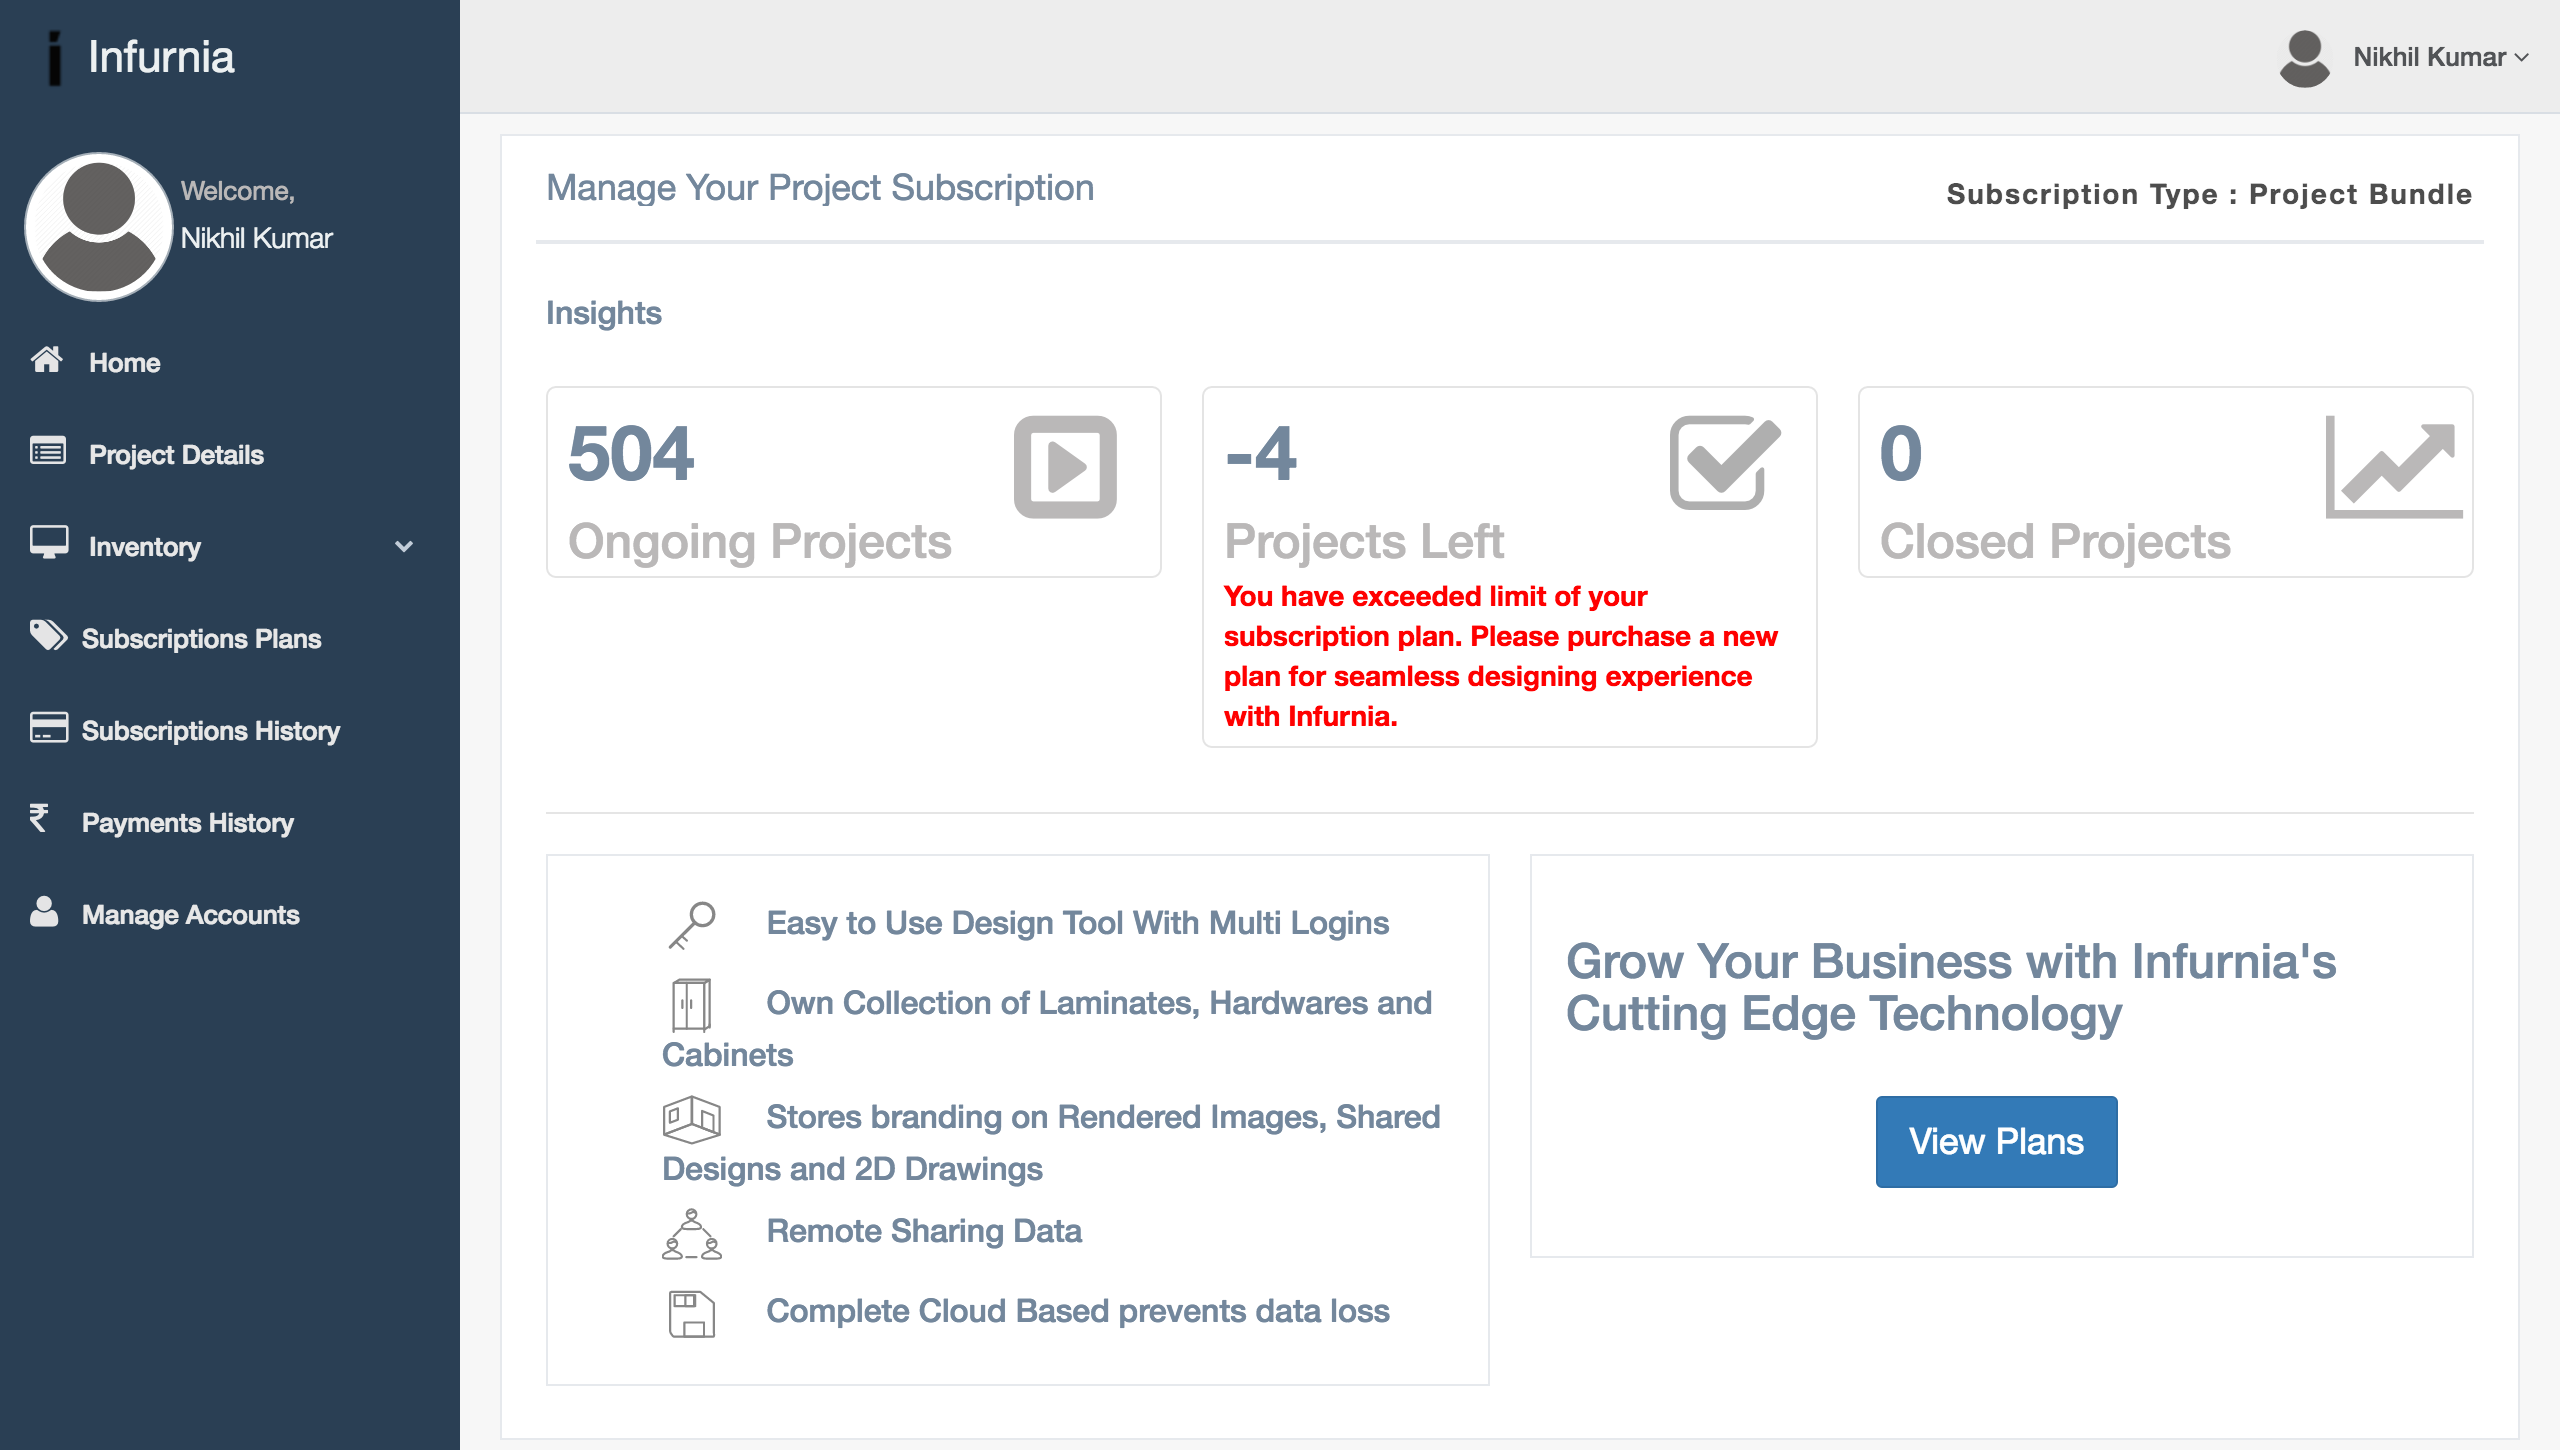 Infurnia
Nikhil Kumar
Welcome,
Nikhil Kumar
Home
Project Details
Inventory
Subscriptions Plans
Subscriptions History
Payments History
Manage Accounts
Manage Your Project Subscription
Subscription Type : Project Bundle
Insights
504
Ongoing Projects
-4
Projects Left
You have exceeded limit of your
subscription plan. Please purchase a new
plan for seamless designing experience
with Infurnia.
0
Closed Projects
Easy to Use Design Tool With Multi Logins
Own Collection of Laminates, Hardwares and
Cabinets
Stores branding on Rendered Images, Shared
Designs and 2D Drawings
Remote Sharing Data
Complete Cloud Based prevents data loss
Grow Your Business with Infurnia's
Cutting Edge Technology
View Plans